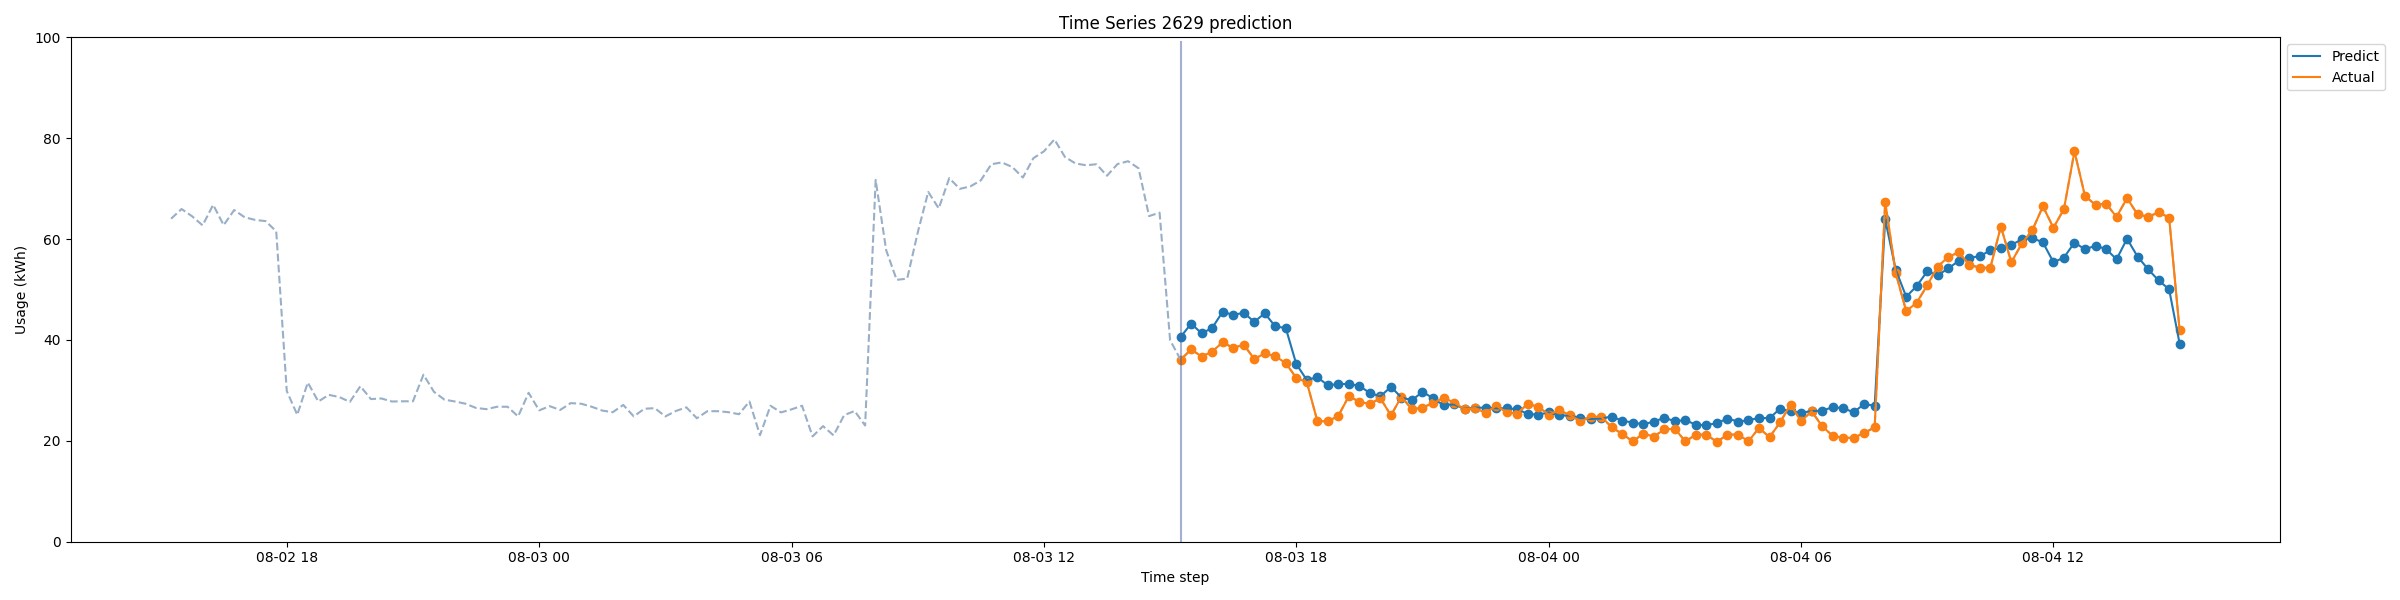 Time Series 2629 prediction
Predict
Actual
Usage (kWh)
100
80
60
40
20
0
08-02 18
08-03 00
08-03 06
08-03 12
08-03 18
08-04 00
08-04 06
08-04 12
Time step